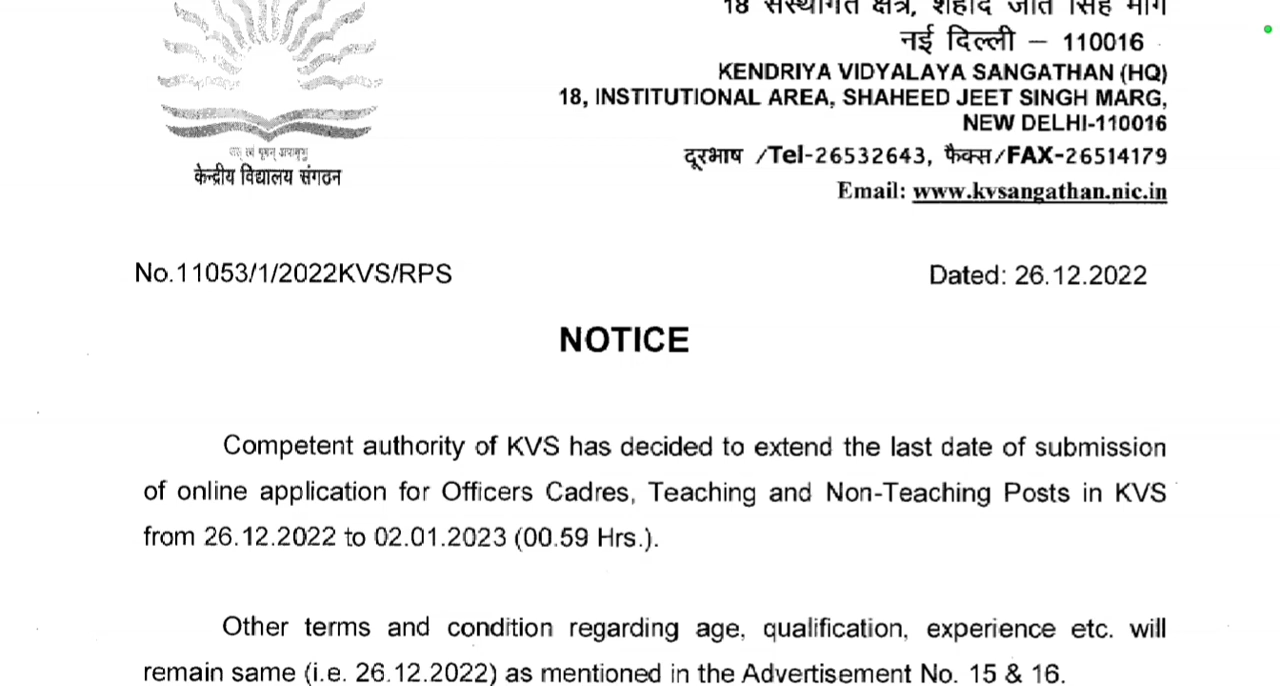 18 संस्थागत क्षेत्र, शहीद जीत सिंह मार्ग
नई दिल्ली – 110016
KENDRIYA VIDYALAYA SANGATHAN (HQ)
18, INSTITUTIONAL AREA, SHAHEED JEET SINGH MARG,
NEW DELHI-110016
दूरभाष /Tel-26532643, फैक्स/FAX-26514179
Email: www.kvsangathan.nic.in
केन्द्रीय विद्यालय संगठन
No.11053/1/2022KVS/RPS
Dated: 26.12.2022
NOTICE
Competent authority of KVS has decided to extend the last date of submission
of online application for Officers Cadres, Teaching and Non-Teaching Posts in KVS
from 26.12.2022 to 02.01.2023 (00.59 Hrs.).
Other terms and condition regarding age, qualification, experience etc. will
remain same (i.e. 26.12.2022) as mentioned in the Advertisement No. 15 & 16.